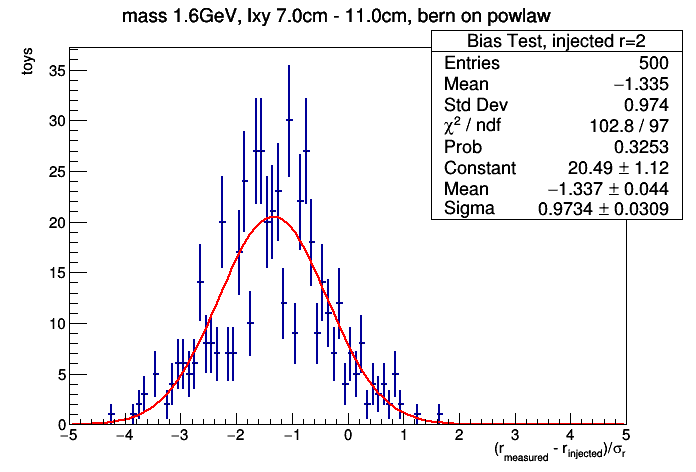 mass 1.6GeV, lxy 7.0cm - 11.0cm, bern on powlaw
Bias Test, injected r=2
Entries 500
Mean −1.335
Std Dev 0.974
χ² / ndf 102.8 / 97
Prob 0.3253
Constant 20.49 ± 1.12
Mean −1.337 ± 0.044
Sigma 0.9734 ± 0.0309
toys
35
30
25
20
15
10
5
0
−5 −4 −3 −2 −1 0 1 2 3 4 5
(r_measured - r_injected)/σ_r